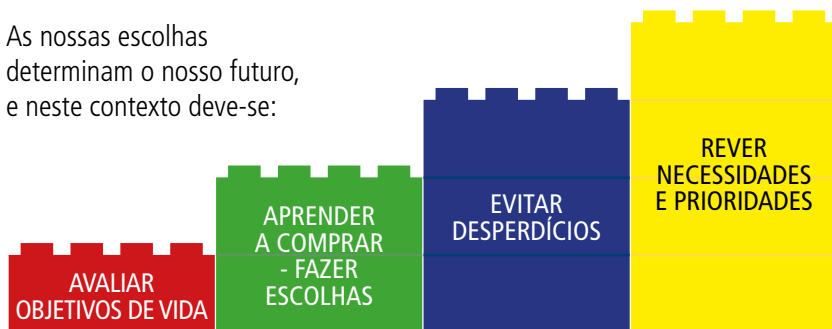 As nossas escolhas
determinam o nosso futuro,
e neste contexto deve-se:
AVALIAR
OBJETIVOS DE VIDA
APRENDER
A COMPRAR
- FAZER
ESCOLHAS
EVITAR
DESPERDÍCIOS
REVER
NECESSIDADES
E PRIORIDADES